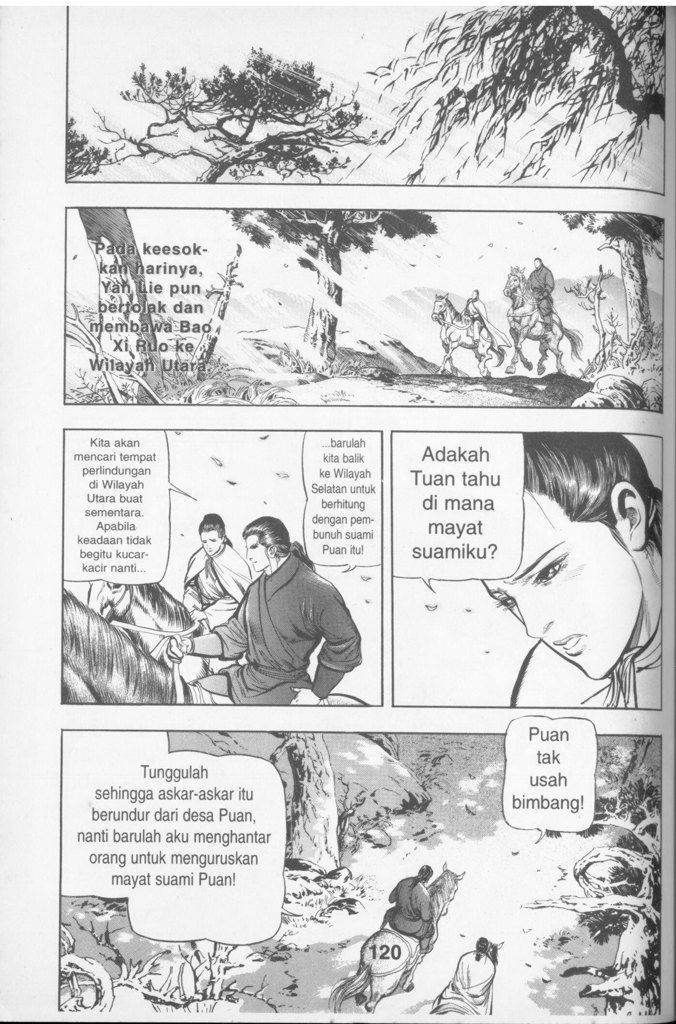 Pada keesok-
kan harinya,
Yan Lie pun
bertolak dan
membawa Bao
Xi Ruo ke
Wilayah Utara.
Kita akan
mencari tempat
perlindungan
di Wilayah
Utara buat
sementara.
Apabila
keadaan tidak
begitu kucar-
kacir nanti...
...barulah
kita balik
ke Wilayah
Selatan untuk
berhitung
dengan pem-
bunuh suami
Puan itu!
Adakah
Tuan tahu
di mana
mayat
suamiku?
Tunggulah
sehingga askar-askar itu
berundur dari desa Puan,
nanti barulah aku menghantar
orang untuk menguruskan
mayat suami Puan!
Puan
tak
usah
bimbang!
120